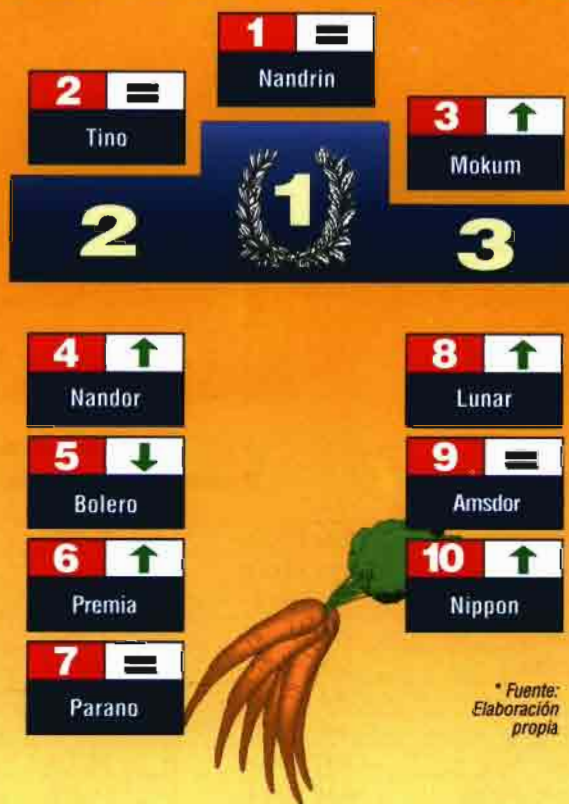 1 =
Nandrin
2 =
Tino
3 ↑
Mokum
1
2
3
4 ↑
Nandor
5 ↓
Bolero
6 ↑
Premia
7 =
Parano
8 ↑
Lunar
9 =
Amsdor
10 ↑
Nippon
* Fuente:
Elaboración
propia